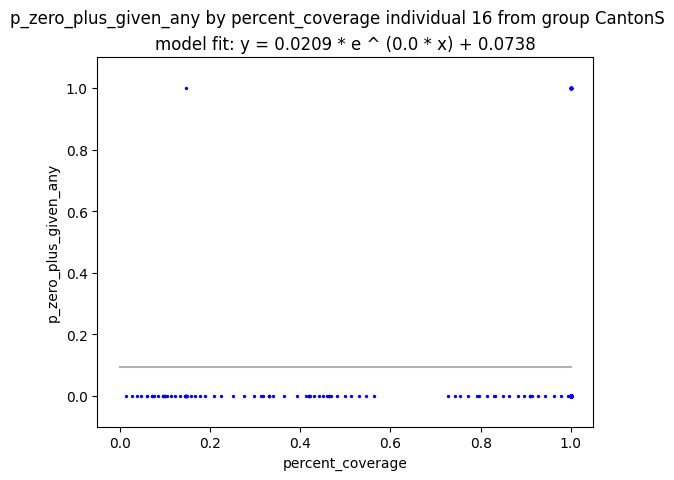 p_zero_plus_given_any by percent_coverage individual 16 from group CantonS
model fit: y = 0.0209 * e ^ (0.0 * x) + 0.0738
1.0
0.8
0.6
0.4
0.2
0.0
p_zero_plus_given_any
0.0 0.2 0.4 0.6 0.8 1.0
percent_coverage